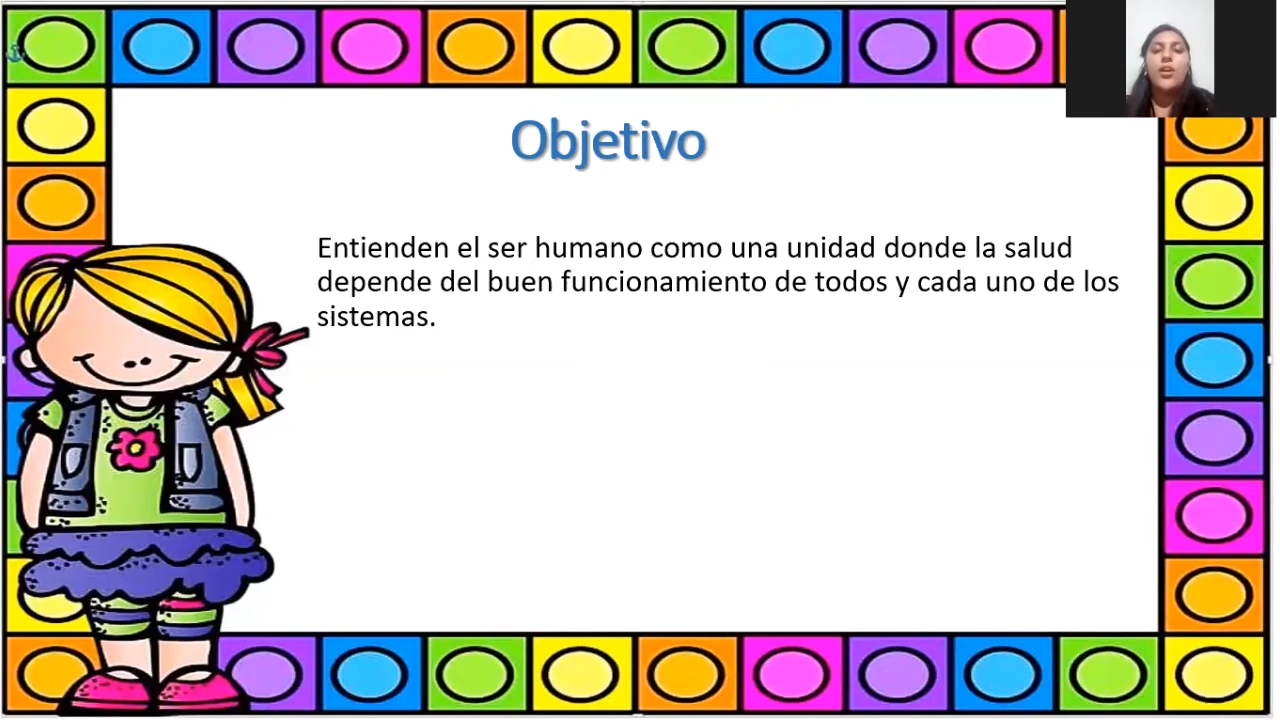 Objetivo
Entienden el ser humano como una unidad donde la salud
depende del buen funcionamiento de todos y cada uno de los
sistemas.